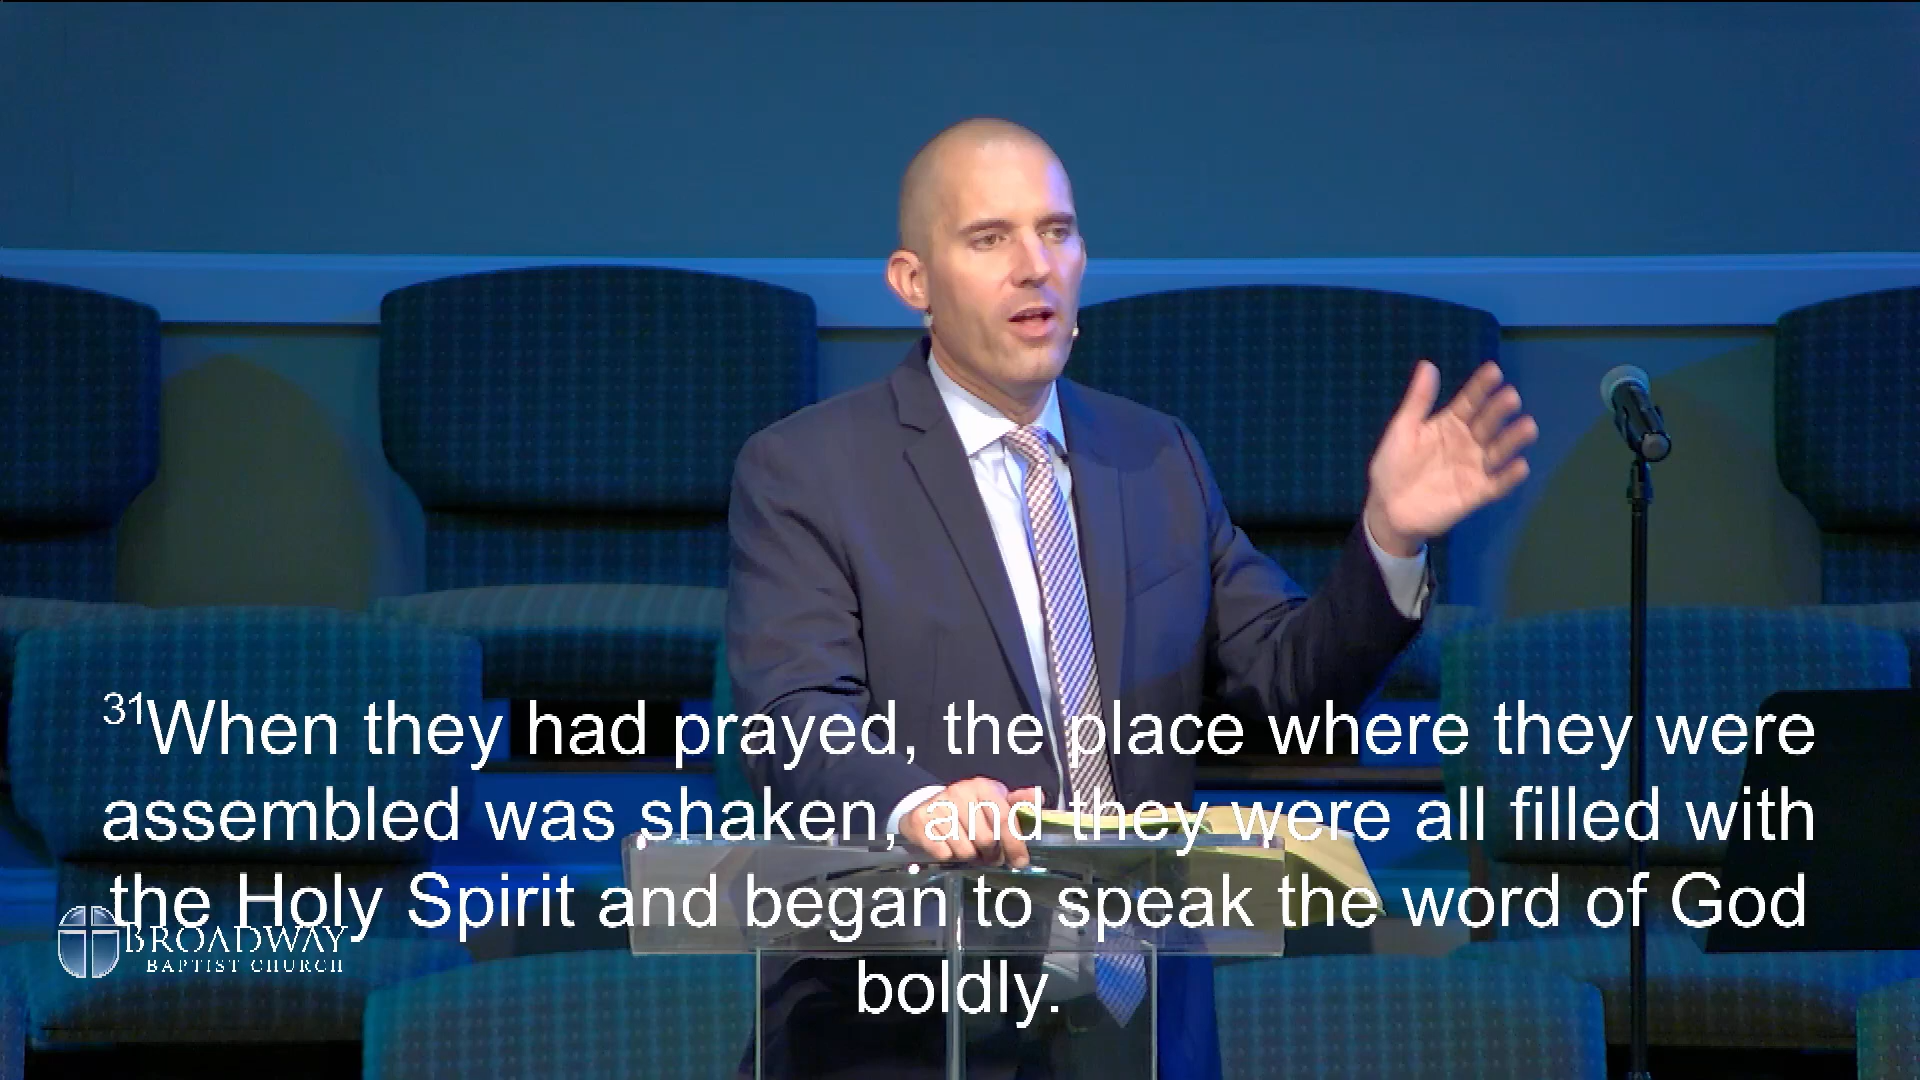 31When they had prayed, the place where they were
assembled was shaken, and they were all filled with
the Holy Spirit and began to speak the word of God
boldly.
BROADWAY
BAPTIST CHURCH